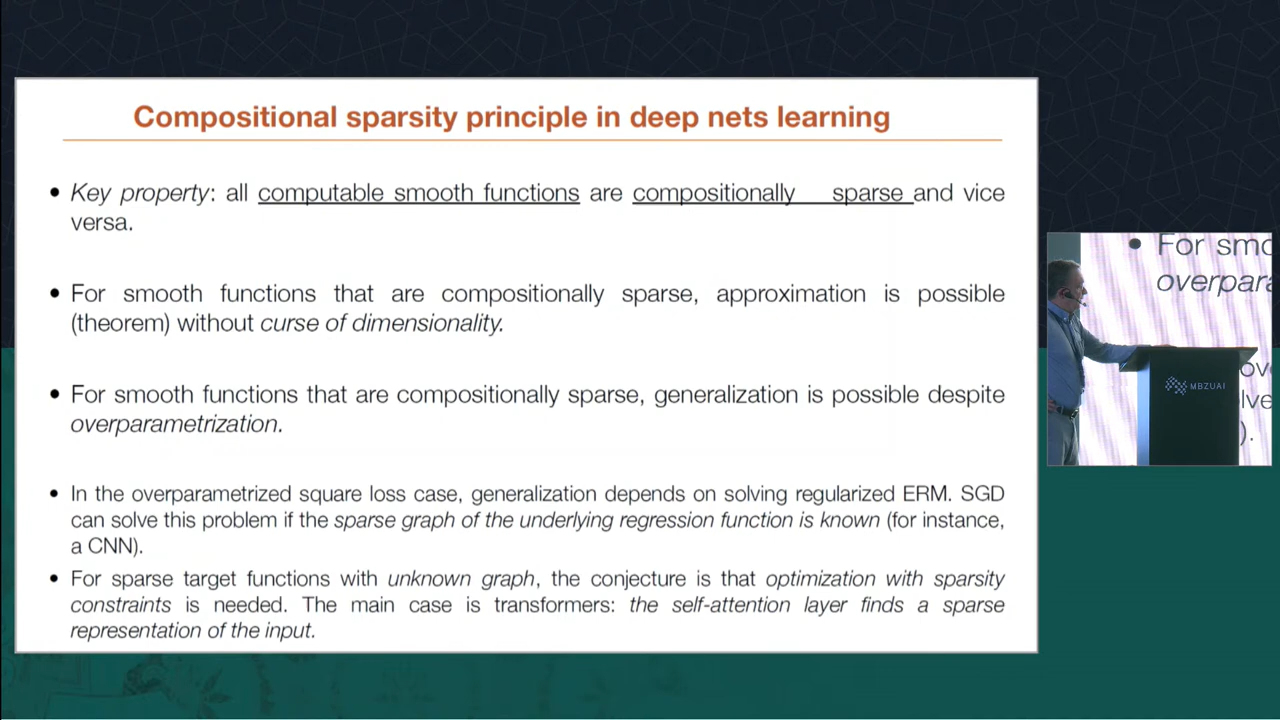 Compositional sparsity principle in deep nets learning
• Key property: all computable smooth functions are compositionally sparse and vice
versa.
• For smooth functions that are compositionally sparse, approximation is possible
(theorem) without curse of dimensionality.
• For smooth functions that are compositionally sparse, generalization is possible despite
overparametrization.
• In the overparametrized square loss case, generalization depends on solving regularized ERM. SGD
can solve this problem if the sparse graph of the underlying regression function is known (for instance,
a CNN).
• For sparse target functions with unknown graph, the conjecture is that optimization with sparsity
constraints is needed. The main case is transformers: the self-attention layer finds a sparse
representation of the input.
• For smo
overpara
ov
lve
).
MBZUAI